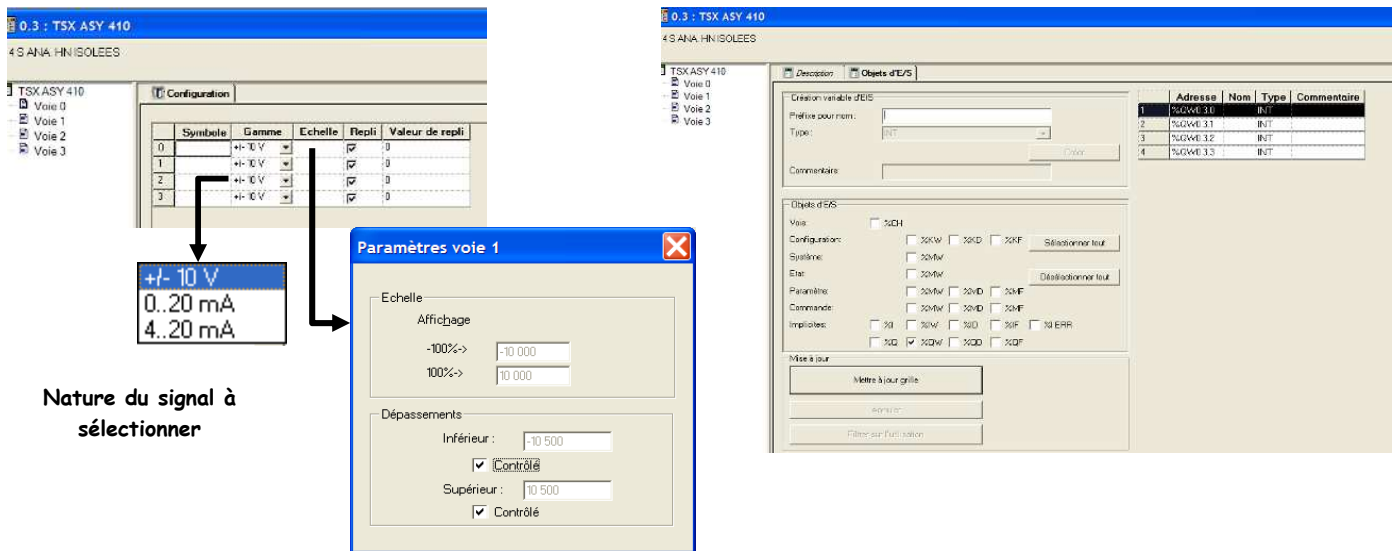 0.3 : TSX ASY 410
4 S ANA. HN ISOLEES
TSX ASY 410
Voie 0
Voie 1
Voie 2
Voie 3
Configuration
Symbole Gamme Echelle Repli Valeur de repli
0 +/- 10 V 0
1 +/- 10 V 0
2 +/- 10 V 0
3 +/- 10 V 0
+/- 10 V
0..20 mA
4..20 mA
Nature du signal à
sélectionner
Paramètres voie 1
Echelle
Affichage
-100%-> -10 000
100%-> 10 000
Dépassements
Inférieur : -10 500
Contrôlé
Supérieur : 10 500
Contrôlé
0.3 : TSX ASY 410
4 S ANA. HN ISOLEES
TSX ASY 410
Voie 0
Voie 1
Voie 2
Voie 3
Description Objets d'E/S
Création variable d'E/S
Préfixe pour nom :
Type : INT
Créer
Commentaire
Objets d'E/S
Voie: %CH
Configuration: %KW %KD %KF Sélectionner tout
Système: %MW
Etat: %MW Désélectionner tout
Paramètre: %MW %MD %MF
Commande: %MW %MD %MF
Implicites: %I %IW %ID %IF %I ERR
%Q %QW %QD %QF
Mise à jour
Mettre à jour grille
Annuler
Filtrer sur l'utilisation
Adresse Nom Type Commentaire
1 %QW0.3.0 INT
2 %QW0.3.1 INT
3 %QW0.3.2 INT
4 %QW0.3.3 INT